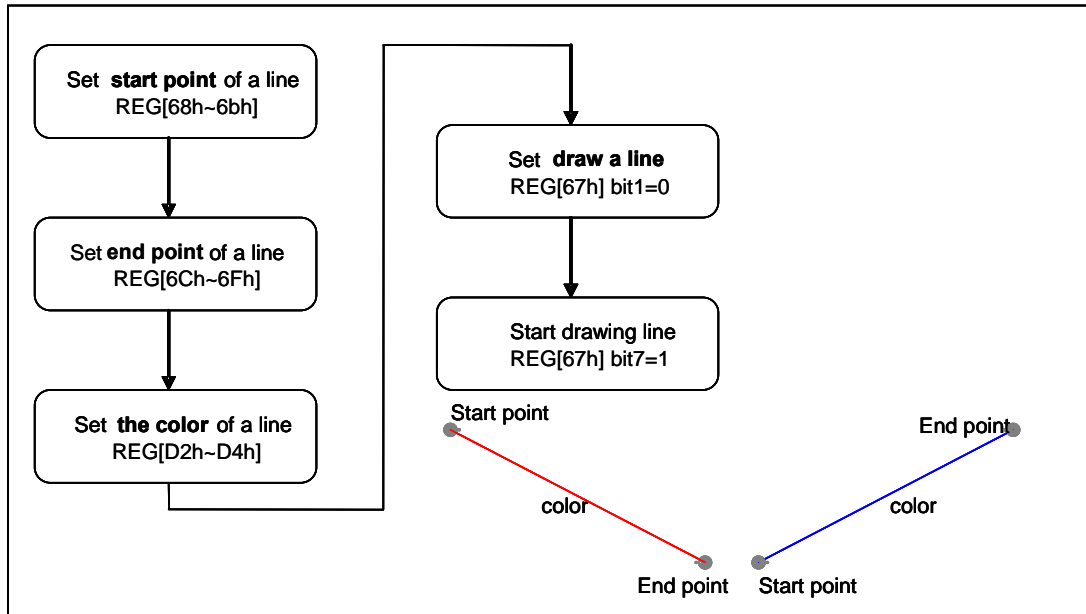 Set start point of a line
REG[68h~6bh]
Set end point of a line
REG[6Ch~6Fh]
Set the color of a line
REG[D2h~D4h]
Set draw a line
REG[67h] bit1=0
Start drawing line
REG[67h] bit7=1
Start point
End point
color
color
End point
Start point